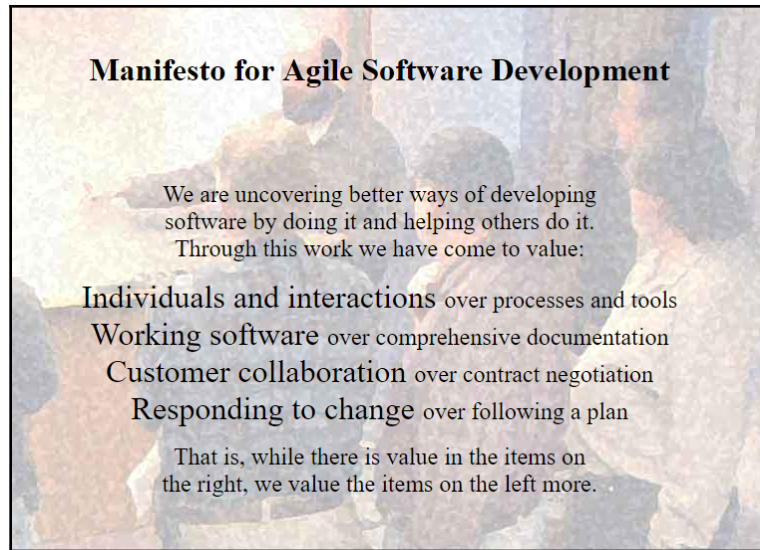 Manifesto for Agile Software Development
We are uncovering better ways of developing
software by doing it and helping others do it.
Through this work we have come to value:
Individuals and interactions over processes and tools
Working software over comprehensive documentation
Customer collaboration over contract negotiation
Responding to change over following a plan
That is, while there is value in the items on
the right, we value the items on the left more.